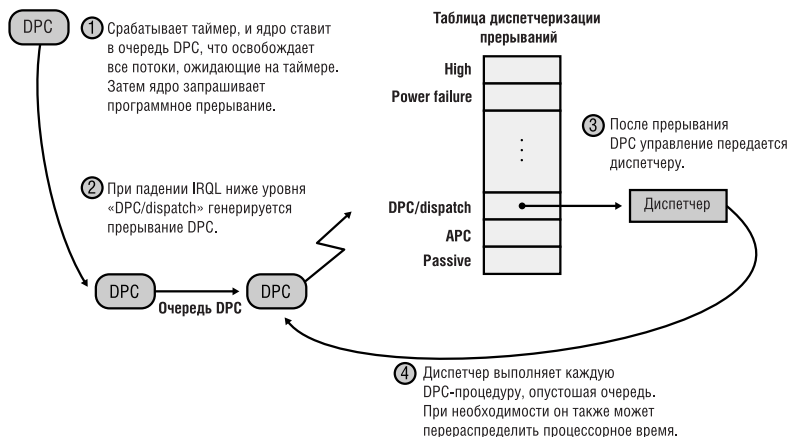 DPC
1 Срабатывает таймер, и ядро ставит
в очередь DPC, что освобождает
все потоки, ожидающие на таймере.
Затем ядро запрашивает
программное прерывание.
2 При падении IRQL ниже уровня
«DPC/dispatch» генерируется
прерывание DPC.
DPC
Очередь DPC
DPC
Таблица диспетчеризации
прерываний
High
Power failure
⋮
DPC/dispatch
APC
Passive
3 После прерывания
DPC управление передается
диспетчеру.
Диспетчер
4 Диспетчер выполняет каждую
DPC-процедуру, опустошая очередь.
При необходимости он также может
перераспределить процессорное время.